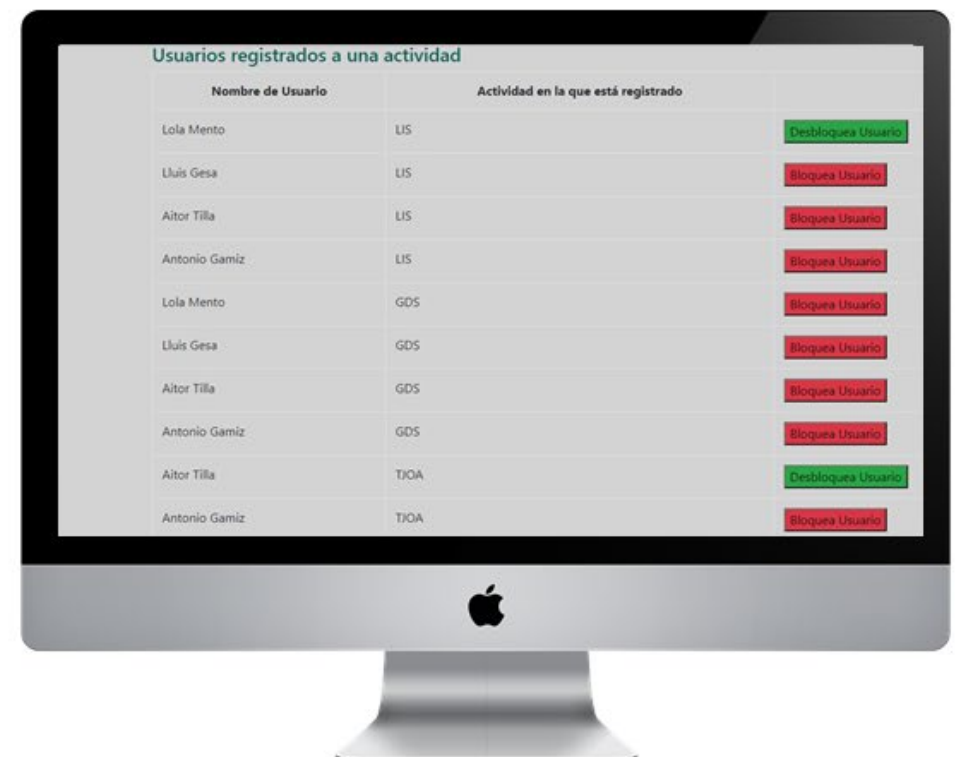 Usuarios registrados a una actividad
Nombre de Usuario Actividad en la que está registrado
Lola Mento LIS Desbloquea Usuario
Lluis Gesa LIS Bloquea Usuario
Aitor Tilla LIS Bloquea Usuario
Antonio Gamiz LIS Bloquea Usuario
Lola Mento GDS Bloquea Usuario
Lluis Gesa GDS Bloquea Usuario
Aitor Tilla GDS Bloquea Usuario
Antonio Gamiz GDS Bloquea Usuario
Aitor Tilla TJOA Desbloquea Usuario
Antonio Gamiz TJOA Bloquea Usuario